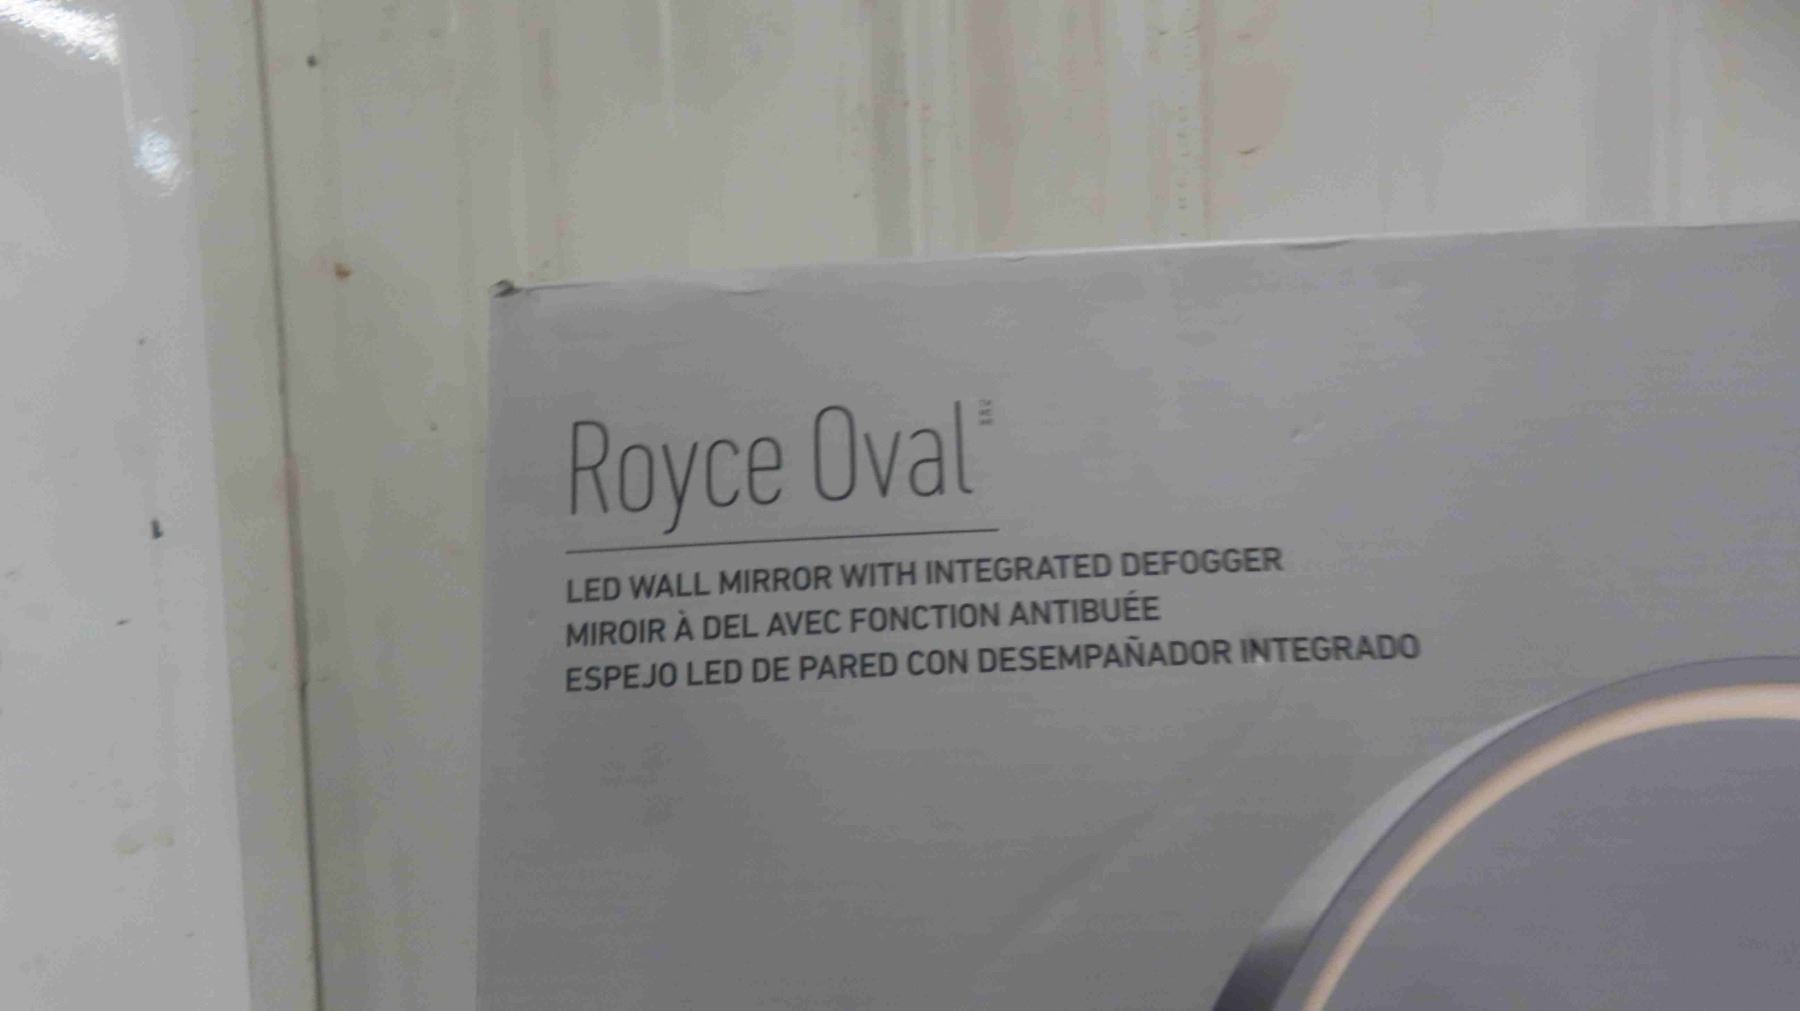 Royce Oval
LED WALL MIRROR WITH INTEGRATED DEFOGGER
MIROIR À DEL AVEC FONCTION ANTIBUÉE
ESPEJO LED DE PARED CON DESEMPAÑADOR INTEGRADO